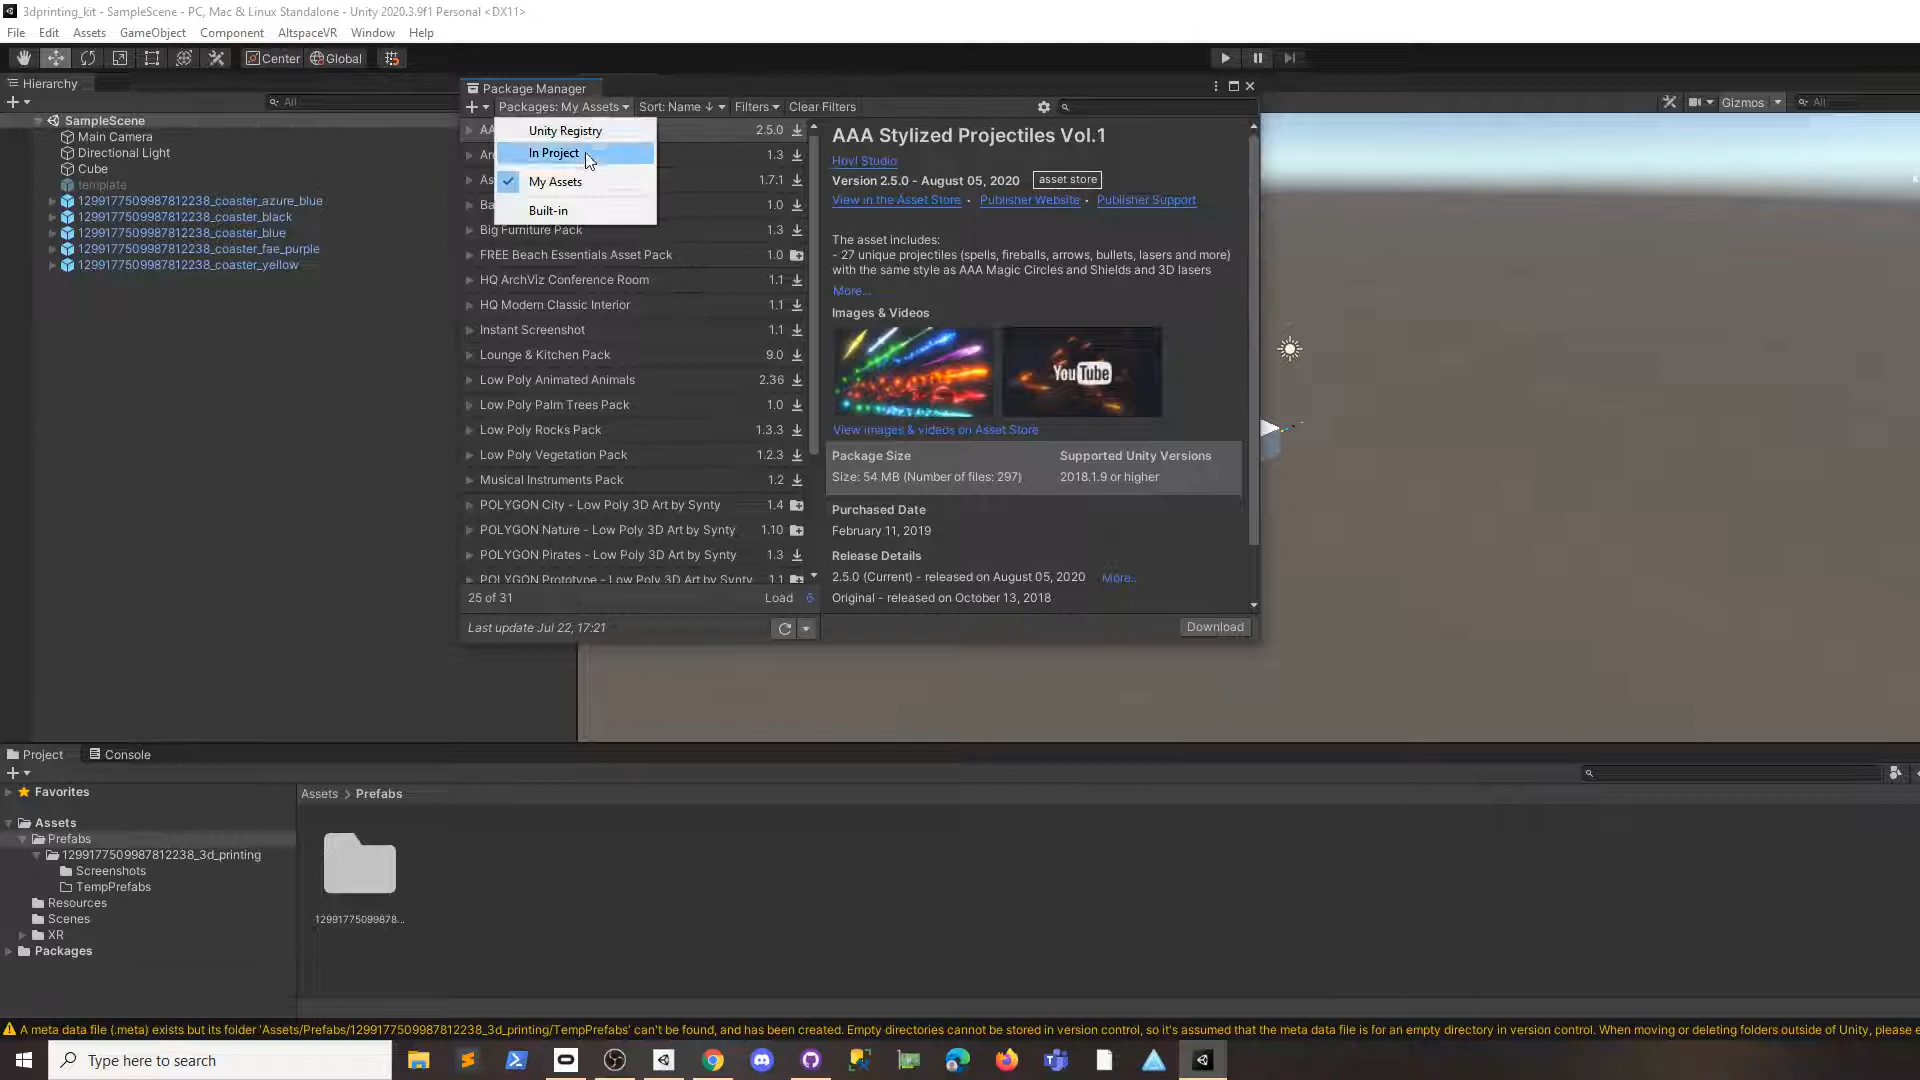 3dprinting_kit - SampleScene - PC, Mac & Linux Standalone - Unity 2020.3.9f1 Personal <DX11>
File Edit Assets GameObject Component AltspaceVR Window Help
Center Global
Hierarchy
All
SampleScene
Main Camera
Directional Light
Cube
template
1299177509987812238_coaster_azure_blue
1299177509987812238_coaster_black
1299177509987812238_coaster_blue
1299177509987812238_coaster_fae_purple
1299177509987812238_coaster_yellow
Package Manager
Packages: My Assets Sort: Name ↓ Filters Clear Filters
Unity Registry
In Project
My Assets
Built-in
2.5.0
1.3
1.7.1
1.0
Big Furniture Pack 1.3
FREE Beach Essentials Asset Pack 1.0
HQ ArchViz Conference Room 1.1
HQ Modern Classic Interior 1.1
Instant Screenshot 1.1
Lounge & Kitchen Pack 9.0
Low Poly Animated Animals 2.36
Low Poly Palm Trees Pack 1.0
Low Poly Rocks Pack 1.3.3
Low Poly Vegetation Pack 1.2.3
Musical Instruments Pack 1.2
POLYGON City - Low Poly 3D Art by Synty 1.4
POLYGON Nature - Low Poly 3D Art by Synty 1.10
POLYGON Pirates - Low Poly 3D Art by Synty 1.3
POLYGON Prototype - Low Poly 3D Art by Synty 1.1
25 of 31 Load 6
Last update Jul 22, 17:21
AAA Stylized Projectiles Vol.1
Hovl Studio
Version 2.5.0 - August 05, 2020 asset store
View in the Asset Store • Publisher Website • Publisher Support
The asset includes:
- 27 unique projectiles (spells, fireballs, arrows, bullets, lasers and more)
with the same style as AAA Magic Circles and Shields and 3D lasers
More...
Images & Videos
YouTube
View images & videos on Asset Store
Package Size Supported Unity Versions
Size: 54 MB (Number of files: 297) 2018.1.9 or higher
Purchased Date
February 11, 2019
Release Details
2.5.0 (Current) - released on August 05, 2020 More..
Original - released on October 13, 2018
Download
Gizmos All
Project Console
Favorites
Assets
Prefabs
1299177509987812238_3d_printing
Screenshots
TempPrefabs
Resources
Scenes
XR
Packages
Assets > Prefabs
12991775099878...
A meta data file (.meta) exists but its folder 'Assets/Prefabs/1299177509987812238_3d_printing/TempPrefabs' can't be found, and has been created. Empty directories cannot be stored in version control, so it's assumed that the meta data file is for an empty directory in version control. When moving or deleting folders outside of Unity, please
Type here to search